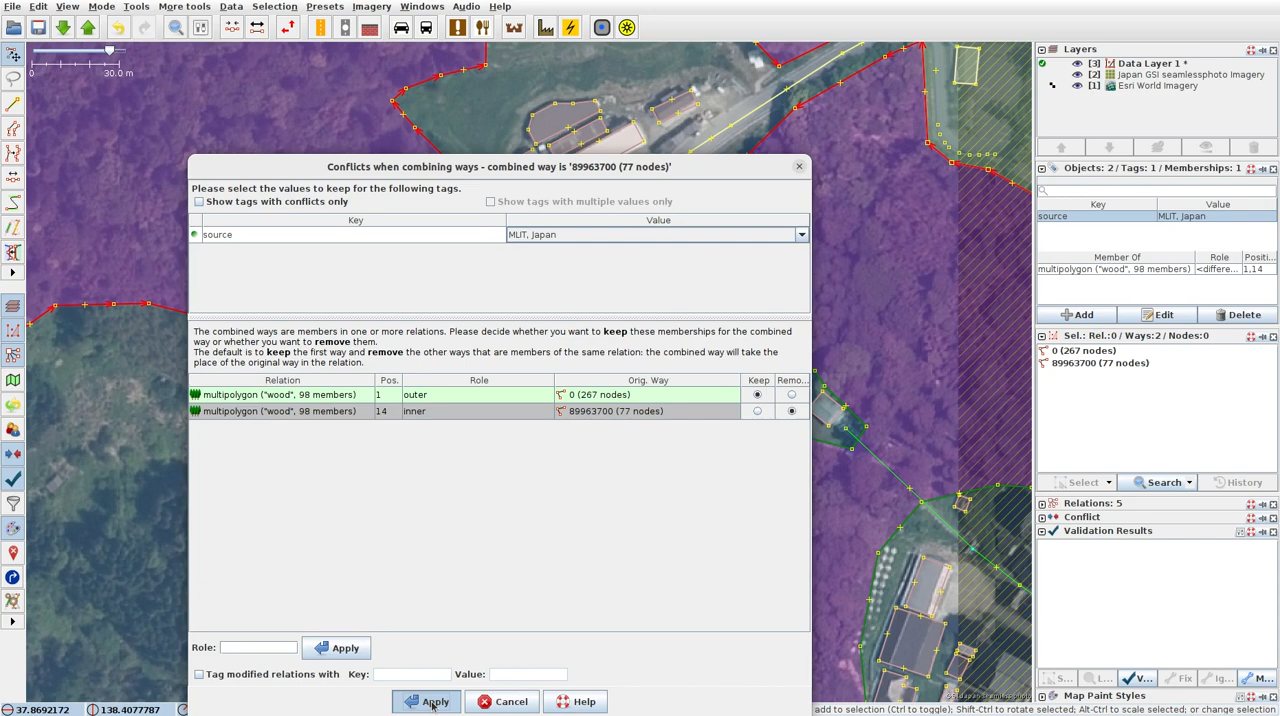 File Edit View Mode Tools More tools Data Selection Presets Imagery Windows Audio Help
0 30.0 m
Layers
[3] Data Layer 1 *
[2] Japan GSI seamlessphoto Imagery
[1] Esri World Imagery
Objects: 2 / Tags: 1 / Memberships: 1
Key Value
source MLIT, Japan
Member Of Role Positi...
multipolygon ("wood", 98 members) <differe... 1,14
Add Edit Delete
Sel.: Rel.:0 / Ways:2 / Nodes:0
0 (267 nodes)
89963700 (77 nodes)
Select Search History
Relations: 5
Conflict
Validation Results
S... L... V... Fix Ig... M...
Map Paint Styles
Conflicts when combining ways - combined way is '89963700 (77 nodes)'
Please select the values to keep for the following tags.
Show tags with conflicts only Show tags with multiple values only
Key Value
source MLIT, Japan
The combined ways are members in one or more relations. Please decide whether you want to keep these memberships for the combined
way or whether you want to remove them.
The default is to keep the first way and remove the other ways that are members of the same relation: the combined way will take the
place of the original way in the relation.
Relation Pos. Role Orig. Way Keep Remo...
multipolygon ("wood", 98 members) 1 outer 0 (267 nodes)
multipolygon ("wood", 98 members) 14 inner 89963700 (77 nodes)
Role: Apply
Tag modified relations with Key: Value:
Apply Cancel Help
37.8692172 138.4077787 add to selection (Ctrl to toggle); Shift-Ctrl to rotate selected; Alt-Ctrl to scale selected; or change selection